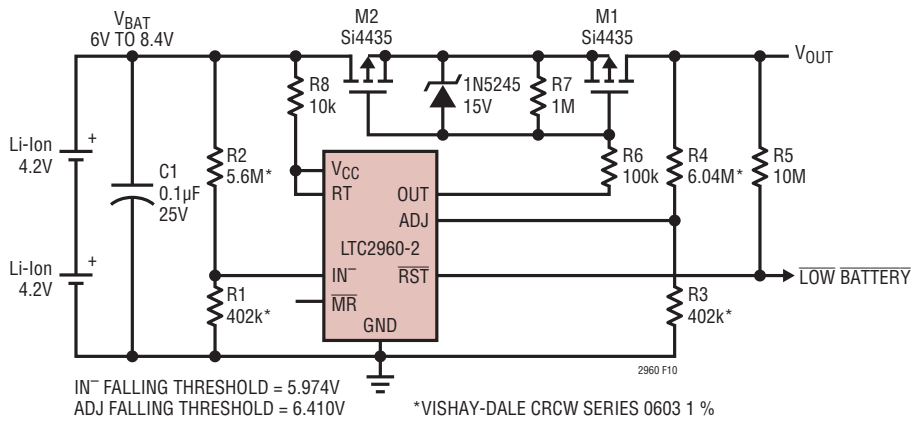 VBAT
6V TO 8.4V
M2
Si4435
M1
Si4435
VOUT
R8
10k
1N5245
15V
R7
1M
Li-Ion
4.2V
+
R2
5.6M*
C1
0.1µF
25V
VCC
RT
OUT
ADJ
LTC2960-2
IN–
RST
MR
GND
R6
100k
R4
6.04M*
R5
10M
Li-Ion
4.2V
+
LOW BATTERY
R1
402k*
R3
402k*
2960 F10
IN– FALLING THRESHOLD = 5.974V
ADJ FALLING THRESHOLD = 6.410V
*VISHAY-DALE CRCW SERIES 0603 1 %